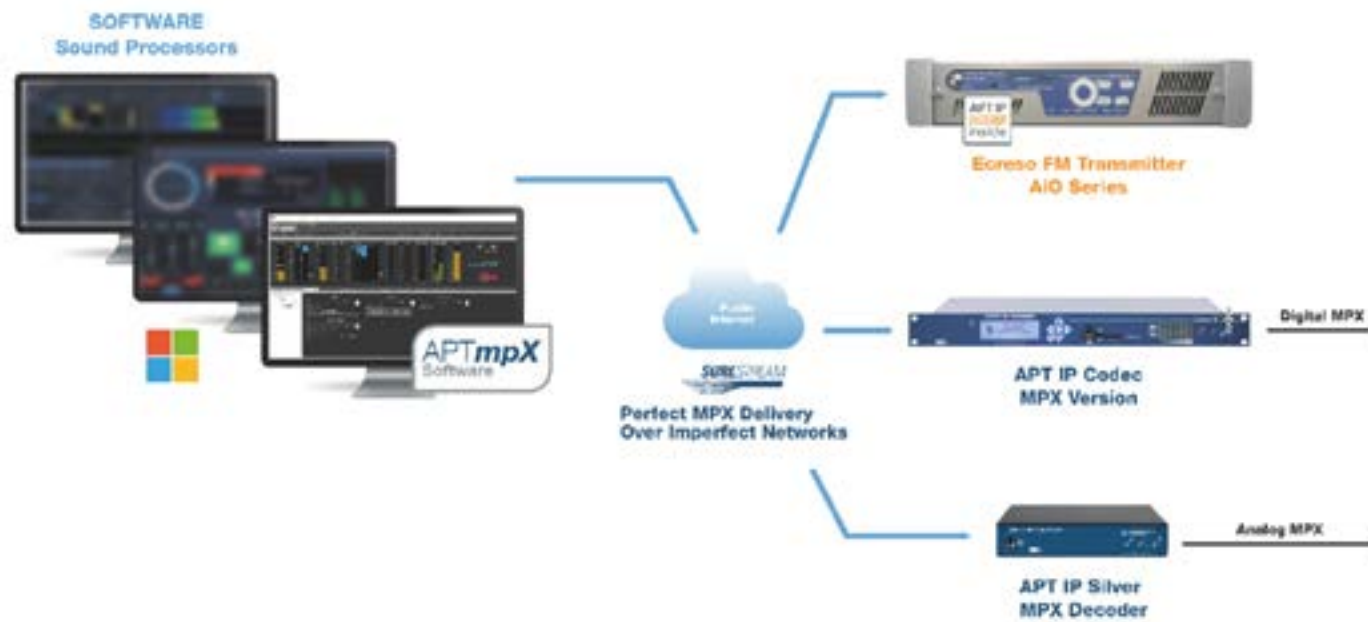 SOFTWARE
Sound Processors
APTmpX
Software
Public
Internet
SURESTREAM
Perfect MPX Delivery
Over Imperfect Networks
APT IP
inside
Ecreso FM Transmitter
AiO Series
APT IP Codec
MPX Version
Digital MPX
APT IP Silver
MPX Decoder
Analog MPX